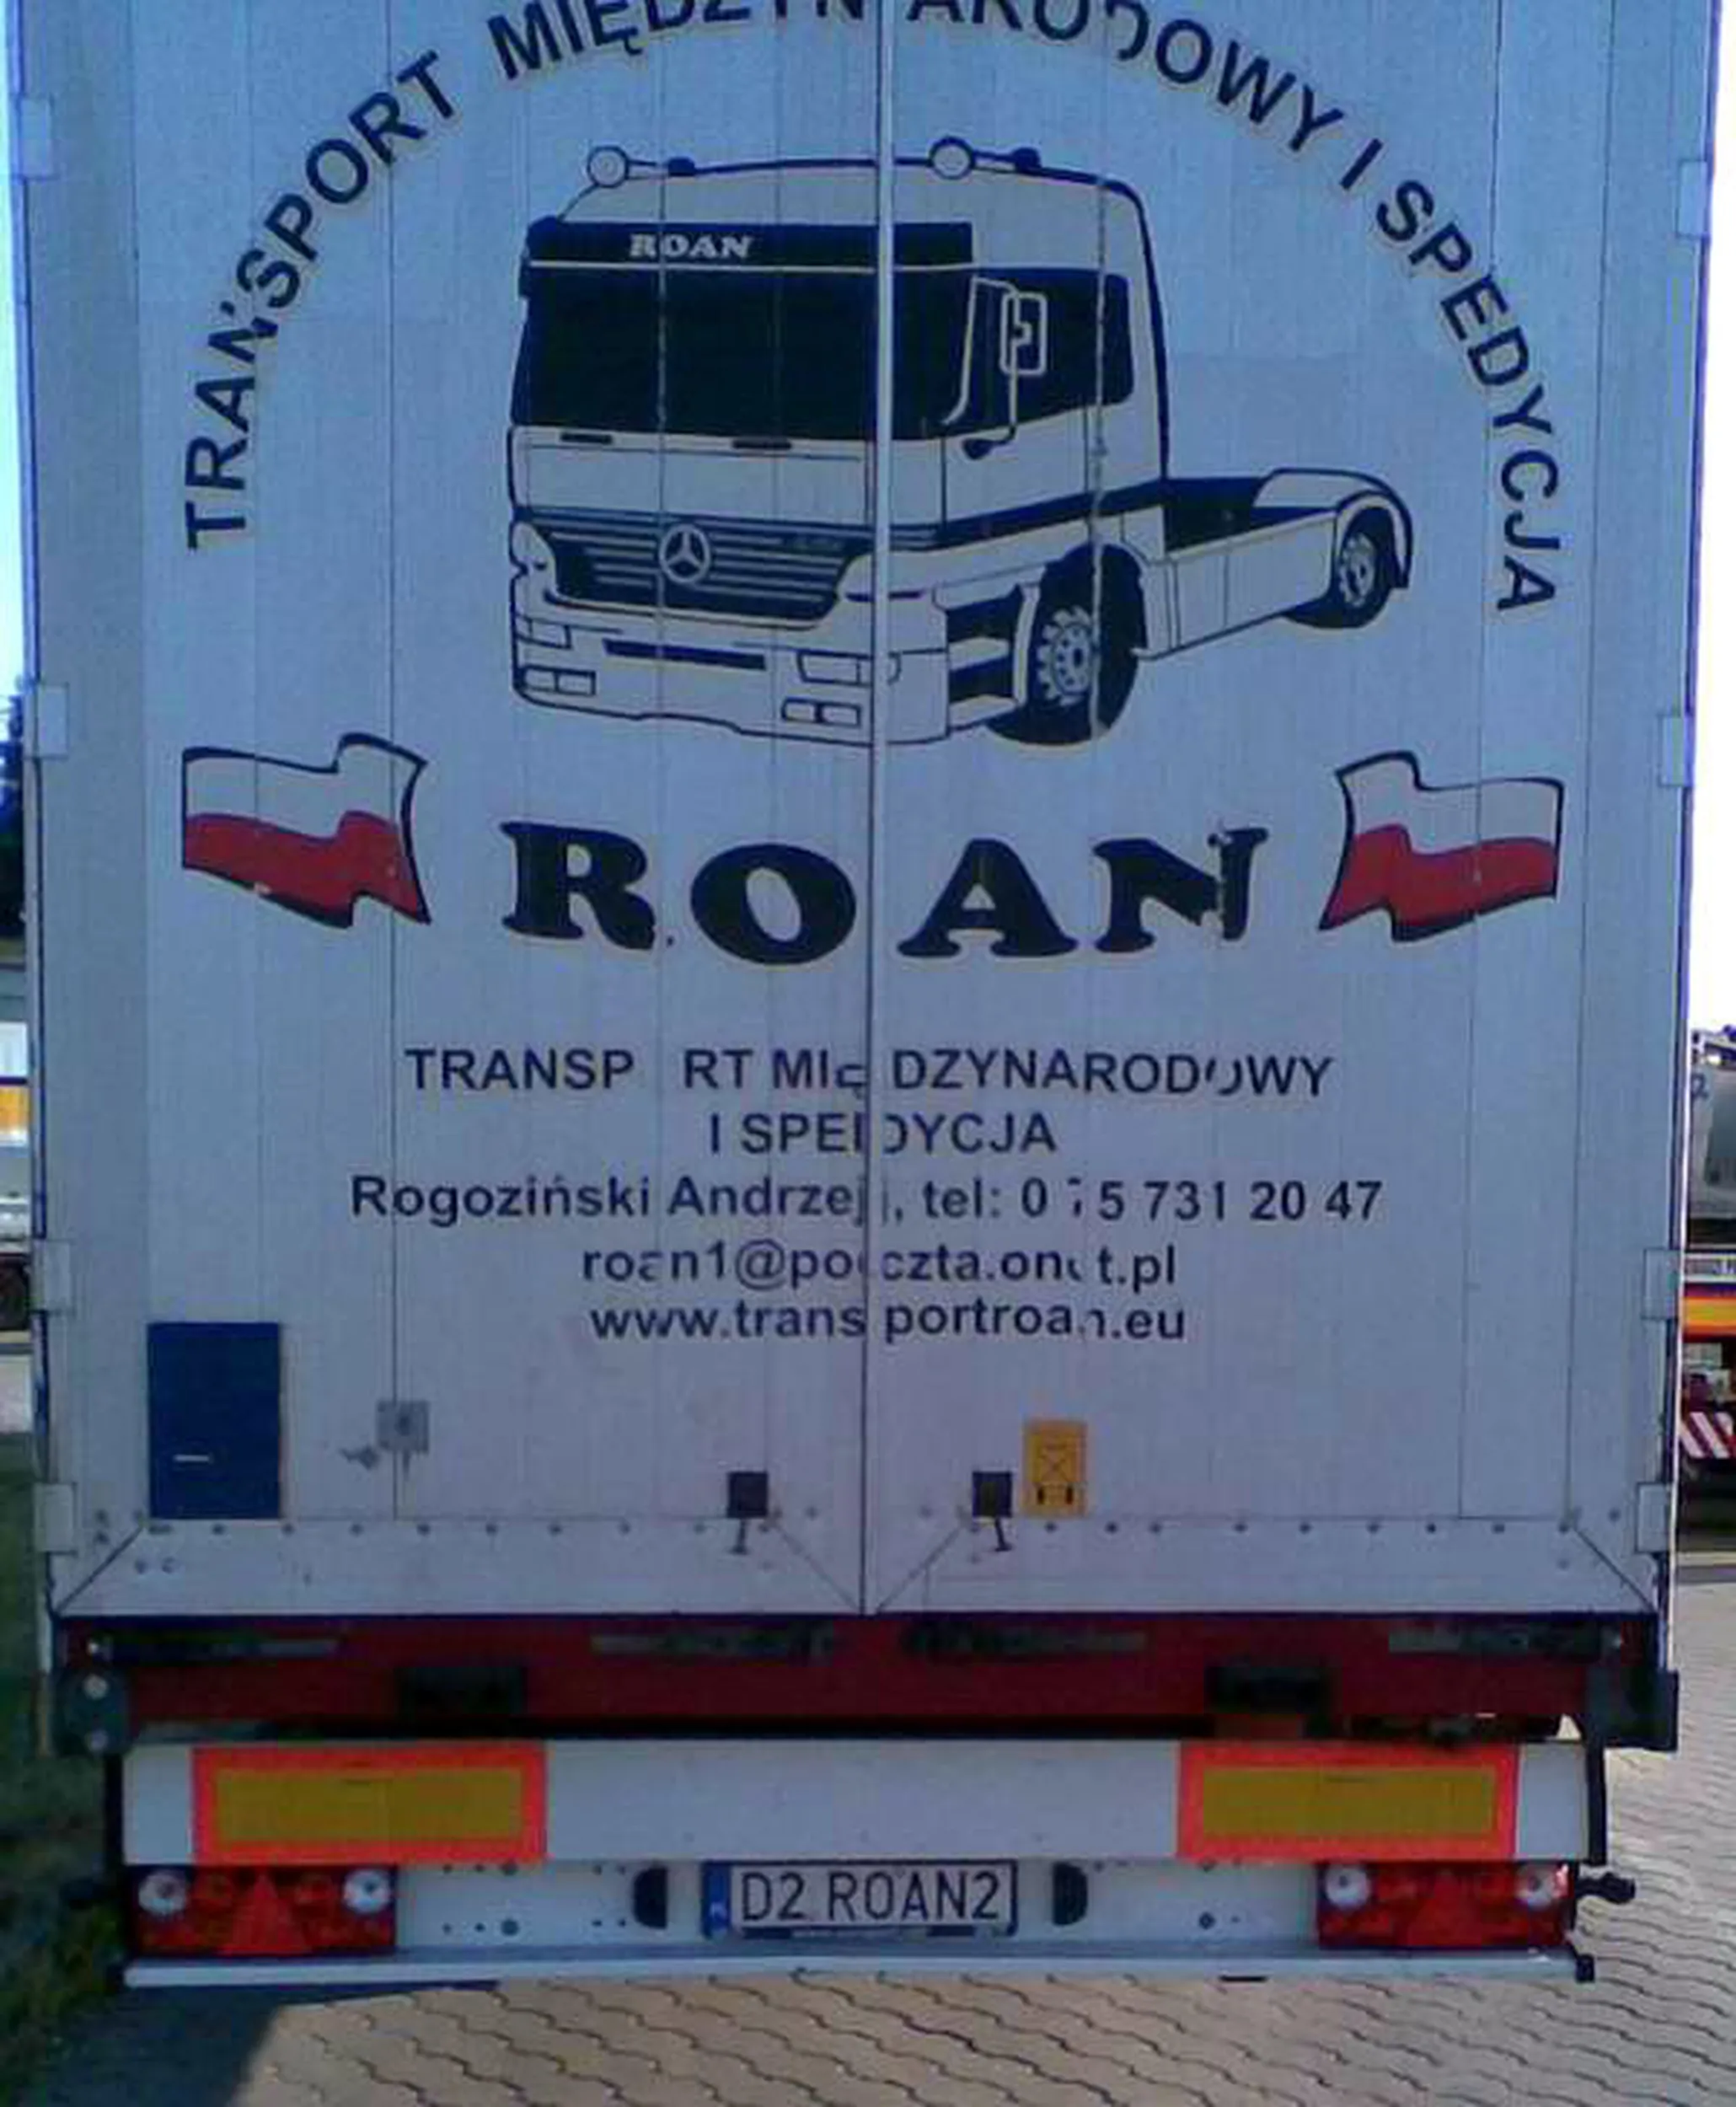 TRANSPORT MIĘDZYNARODOWY I SPEDYCJA
ROAN
ROAN
TRANSP RT MIĘDZYNARODOWY
I SPEDYCJA
Rogoziński Andrzej, tel: 0 75 731 20 47
roan1@poczta.onet.pl
www.transportroan.eu
D2 ROAN2